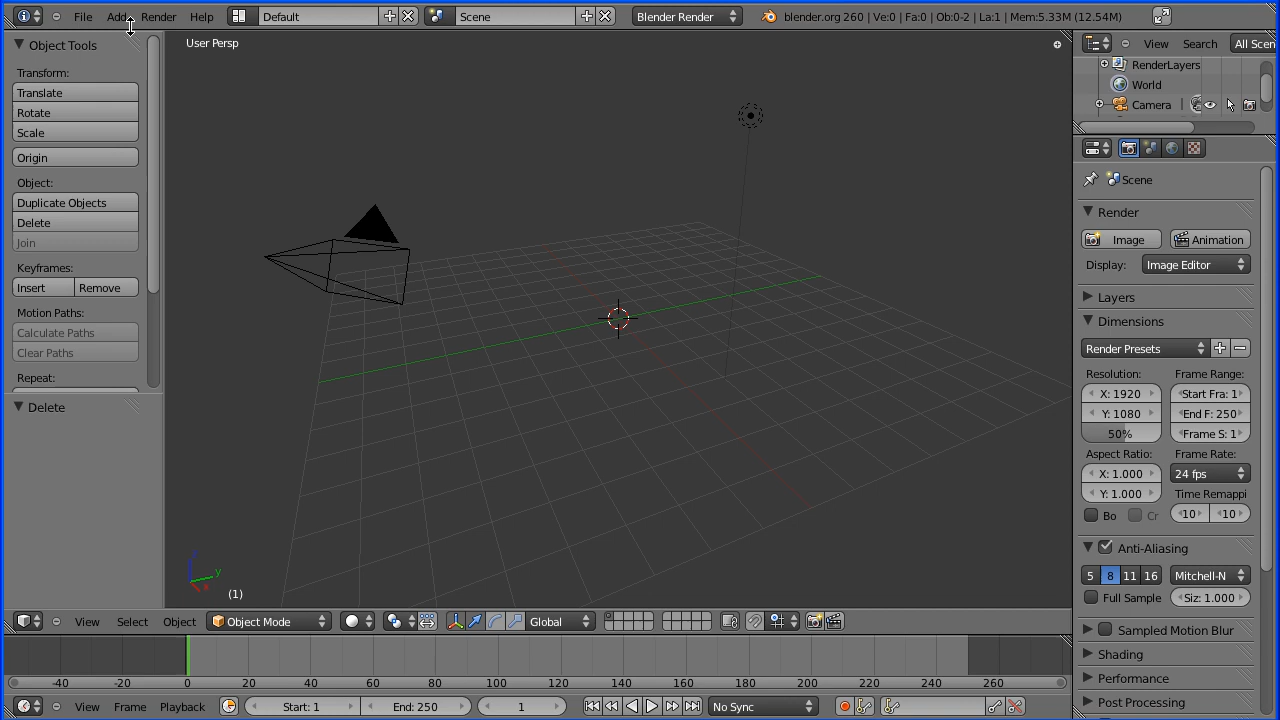 File Add Render Help Default Scene Blender Render blender.org 260 | Ve:0 | Fa:0 | Ob:0-2 | La:1 | Mem:5.33M (12.54M)
Object Tools
Transform:
Translate
Rotate
Scale
Origin
Object:
Duplicate Objects
Delete
Join
Keyframes:
Insert Remove
Motion Paths:
Calculate Paths
Clear Paths
Repeat:
Delete
User Persp
z
y
x
(1)
View Search All Scen
RenderLayers
World
Camera
Scene
Render
Image Animation
Display: Image Editor
Layers
Dimensions
Render Presets
Resolution: Frame Range:
X: 1920 Start Fra: 1
Y: 1080 End F: 250
50% Frame S: 1
Aspect Ratio: Frame Rate:
X: 1.000 24 fps
Y: 1.000 Time Remappi
Bo Cr 10 10
Anti-Aliasing
5 8 11 16 Mitchell-N
Full Sample Siz: 1.000
Sampled Motion Blur
Shading
Performance
Post Processing
View Select Object Object Mode Global
-40 -20 0 20 40 60 80 100 120 140 160 180 200 220 240 260
View Frame Playback Start: 1 End: 250 1 No Sync